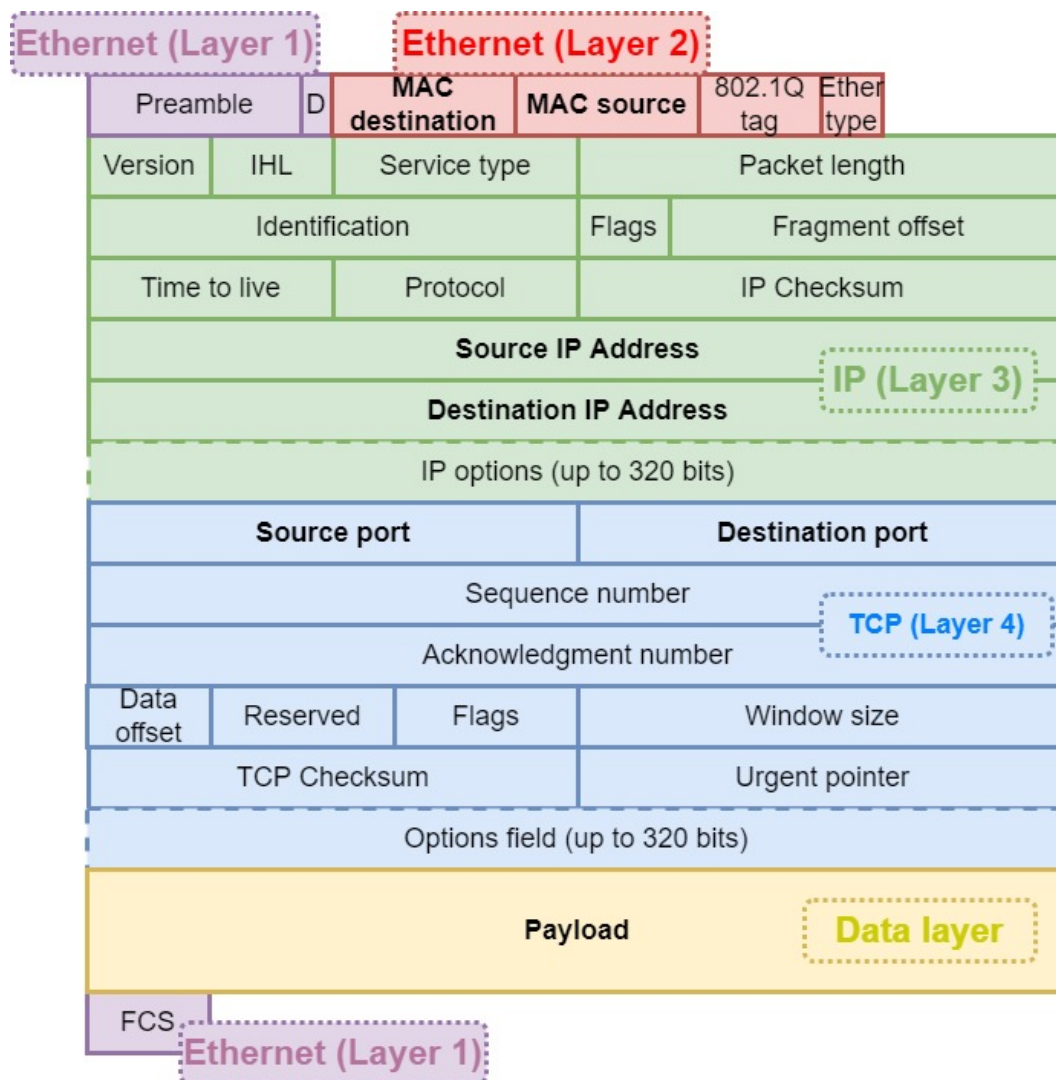 Ethernet (Layer 1)
Ethernet (Layer 2)
Preamble
D
MAC
destination
MAC source
802.1Q
tag
Ether
type
Version
IHL
Service type
Packet length
Identification
Flags
Fragment offset
Time to live
Protocol
IP Checksum
Source IP Address
IP (Layer 3)
Destination IP Address
IP options (up to 320 bits)
Source port
Destination port
Sequence number
TCP (Layer 4)
Acknowledgment number
Data
offset
Reserved
Flags
Window size
TCP Checksum
Urgent pointer
Options field (up to 320 bits)
Payload
Data layer
FCS
Ethernet (Layer 1)